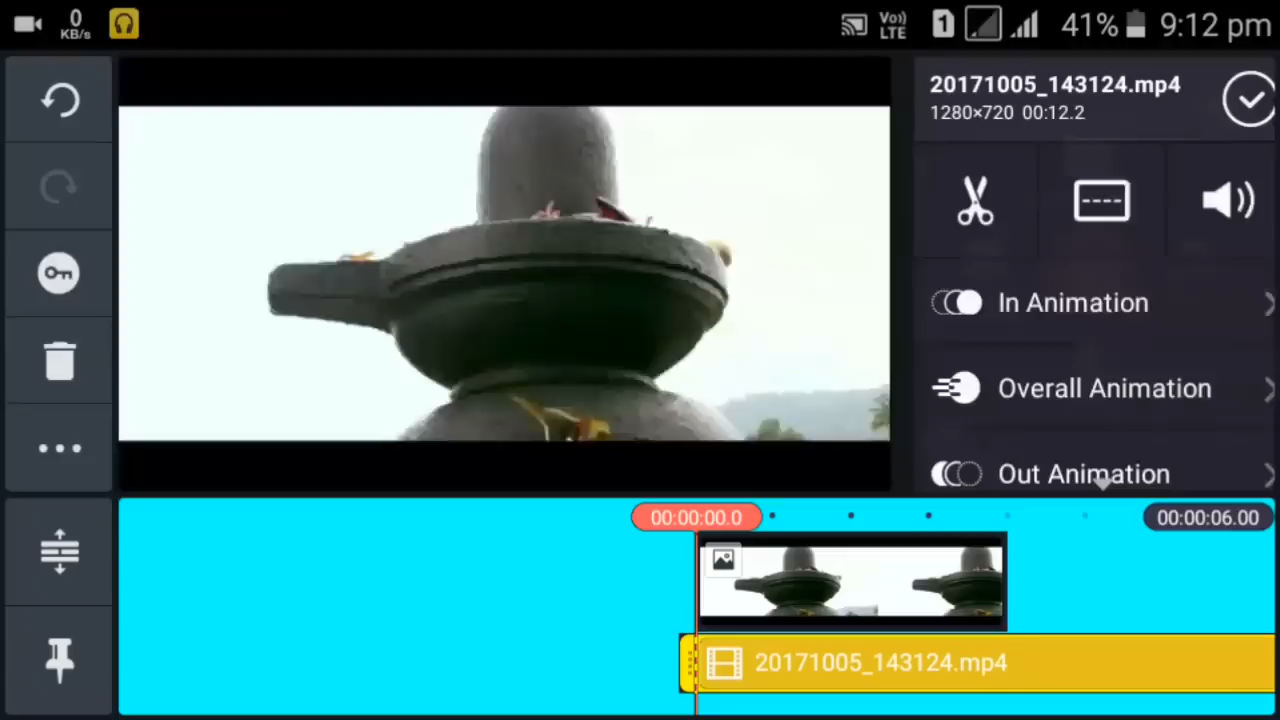 0
KB/s
Vo))
LTE
1
41%
9:12 pm
20171005_143124.mp4
1280×720 00:12.2
In Animation
Overall Animation
Out Animation
00:00:00.0
00:00:06.00
20171005_143124.mp4